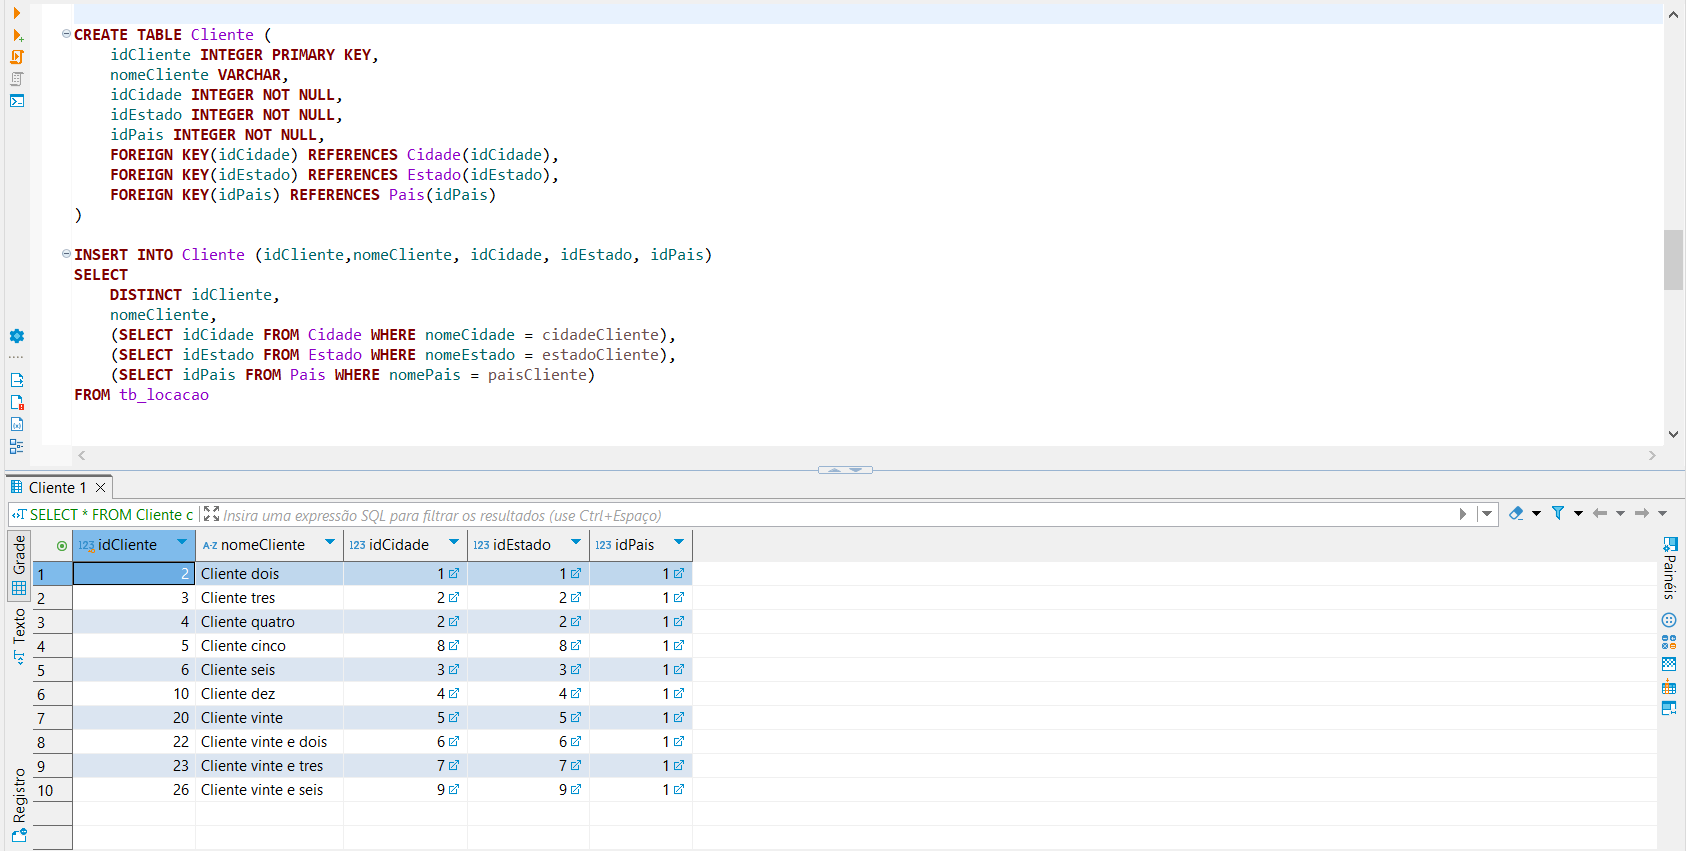 CREATE TABLE Cliente (
idCliente INTEGER PRIMARY KEY,
nomeCliente VARCHAR,
idCidade INTEGER NOT NULL,
idEstado INTEGER NOT NULL,
idPais INTEGER NOT NULL,
FOREIGN KEY(idCidade) REFERENCES Cidade(idCidade),
FOREIGN KEY(idEstado) REFERENCES Estado(idEstado),
FOREIGN KEY(idPais) REFERENCES Pais(idPais)
)
INSERT INTO Cliente (idCliente,nomeCliente, idCidade, idEstado, idPais)
SELECT
DISTINCT idCliente,
nomeCliente,
(SELECT idCidade FROM Cidade WHERE nomeCidade = cidadeCliente),
(SELECT idEstado FROM Estado WHERE nomeEstado = estadoCliente),
(SELECT idPais FROM Pais WHERE nomePais = paisCliente)
FROM tb_locacao
Cliente 1
SELECT * FROM Cliente c Insira uma expressão SQL para filtrar os resultados (use Ctrl+Espaço)
Grade
Texto
Registro
123 idCliente A-Z nomeCliente 123 idCidade 123 idEstado 123 idPais
1 2 Cliente dois 1 1 1
2 3 Cliente tres 2 2 1
3 4 Cliente quatro 2 2 1
4 5 Cliente cinco 8 8 1
5 6 Cliente seis 3 3 1
6 10 Cliente dez 4 4 1
7 20 Cliente vinte 5 5 1
8 22 Cliente vinte e dois 6 6 1
9 23 Cliente vinte e tres 7 7 1
10 26 Cliente vinte e seis 9 9 1
Painéis